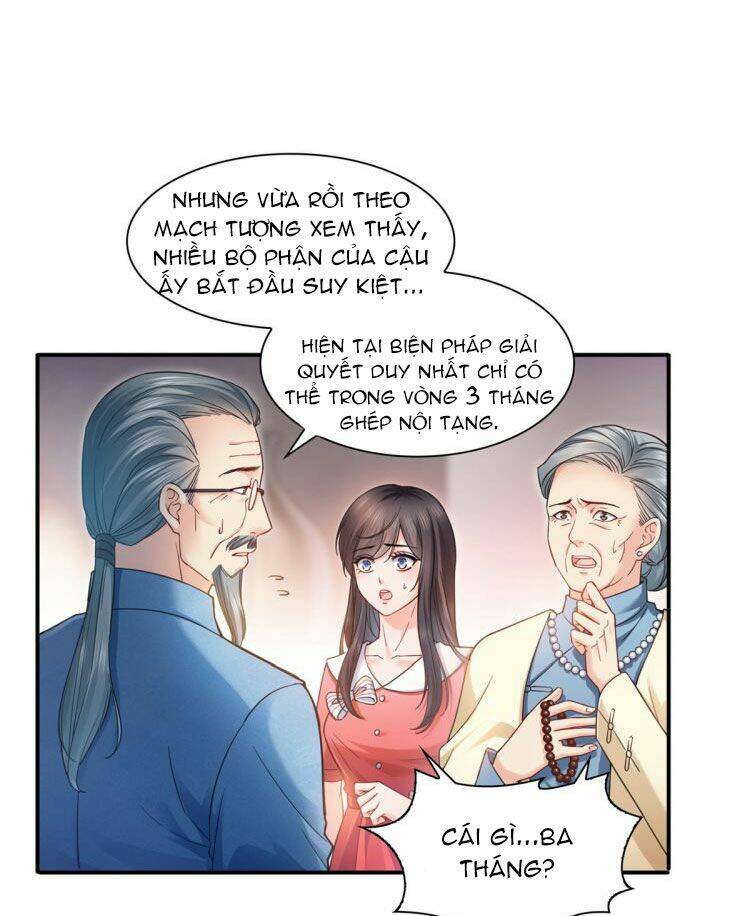 NHƯNG VỪA RỒI THEO
MẠCH TƯỢNG XEM THẤY,
NHIỀU BỘ PHẬN CỦA CẬU
ẤY BẮT ĐẦU SUY KIỆT...
HIỆN TẠI BIỆN PHÁP GIẢI
QUYẾT DUY NHẤT CHỈ CÓ
THỂ TRONG VÒNG 3 THÁNG
GHÉP NỘI TẠNG.
CÁI GÌ...BA
THÁNG?